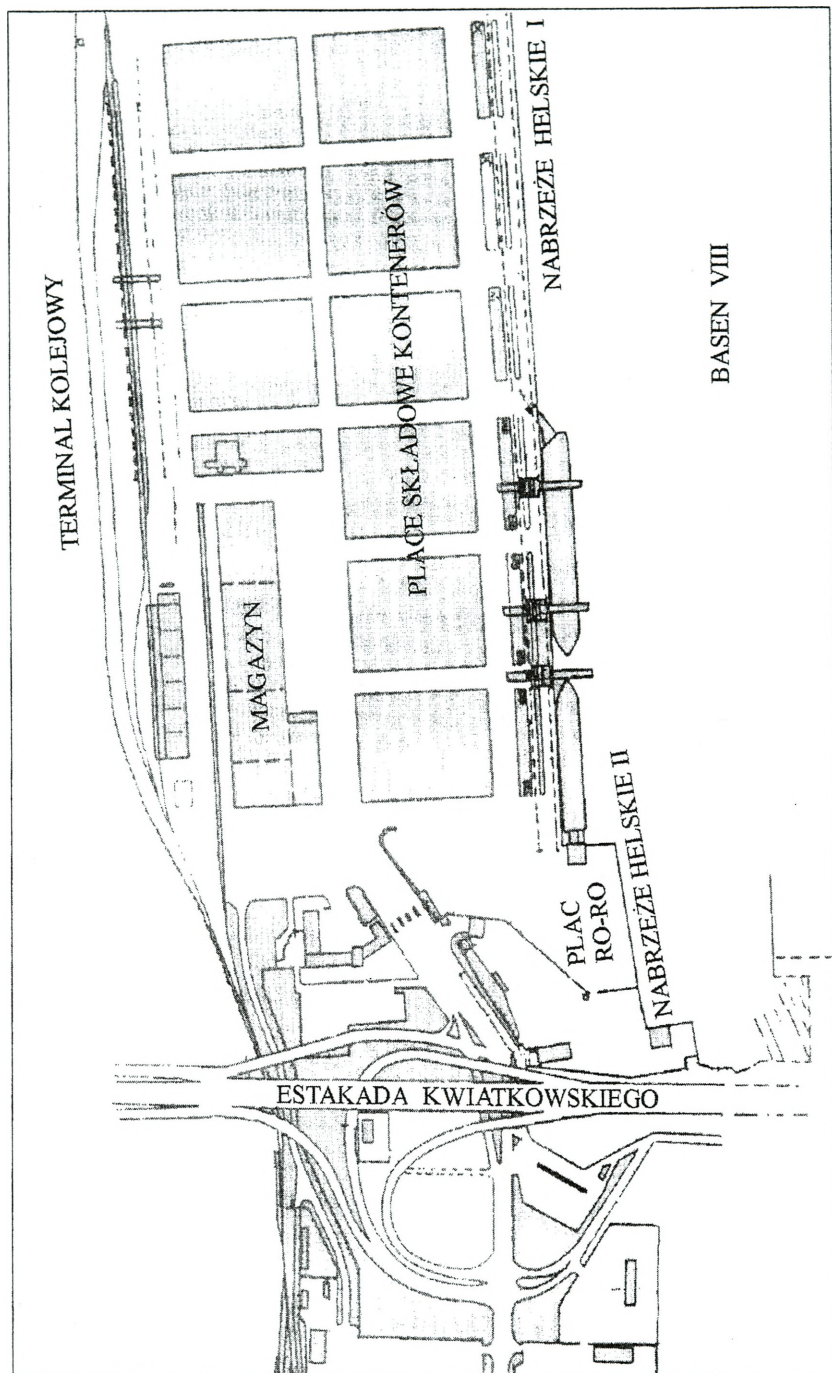 TERMINAL KOLEJOWY
PLACE SKŁADOWE KONTENERÓW
NABRZEŻE HELSKIE I
BASEN VIII
MAGAZYN
PLAC
RO-RO
NABRZEŻE HELSKIE II
ESTAKADA KWIATKOWSKIEGO